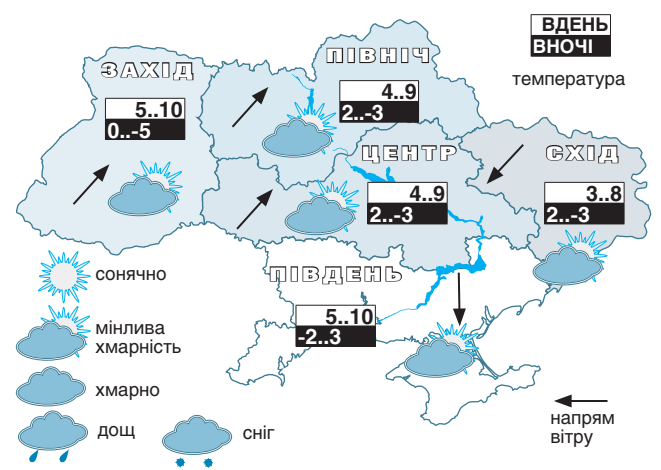 ВДЕНЬ
ВНОЧІ
температура
ПІВНІЧ
4..9
2..-3
ЗАХІД
5..10
0..-5
ЦЕНТР
4..9
2..-3
СХІД
3..8
2..-3
ПІВДЕНЬ
5..10
-2..3
сонячно
мінлива
хмарність
хмарно
дощ
сніг
напрям
вітру